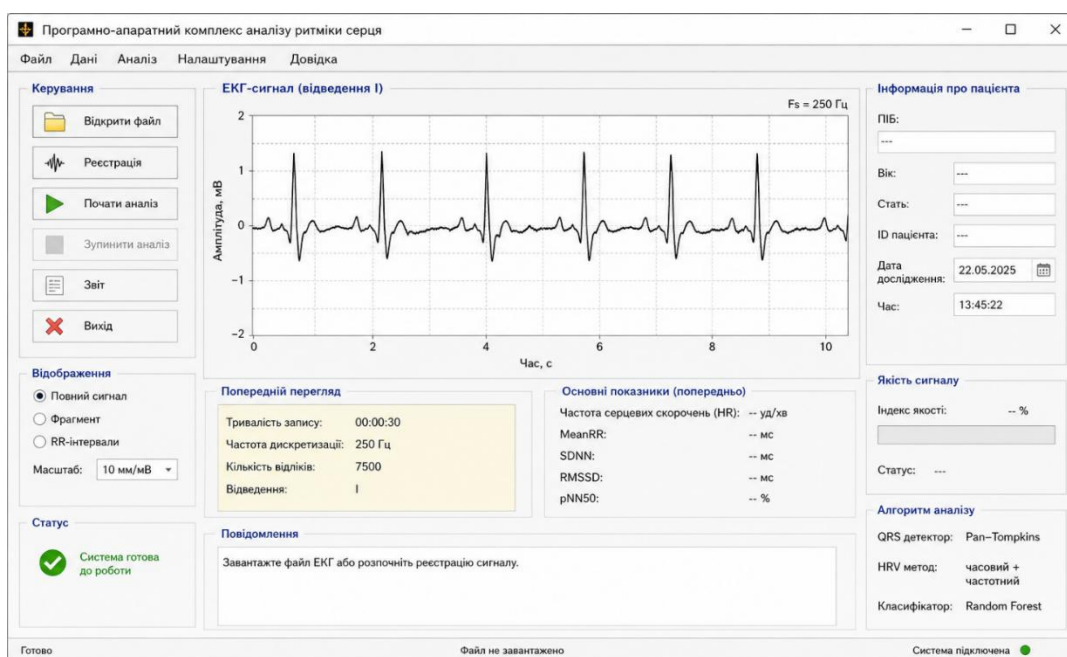 Програмно-апаратний комплекс аналізу ритміки серця
Файл Дані Аналіз Налаштування Довідка
Керування
Відкрити файл
Реєстрація
Почати аналіз
Зупинити аналіз
Звіт
Вихід
Відображення
Повний сигнал
Фрагмент
RR-інтервали
Масштаб: 10 мм/мВ
Статус
Система готова
до роботи
ЕКГ-сигнал (відведення I)
Fs = 250 Гц
Амплітуда, мВ
2
1
0
−1
−2
0 2 4 6 8 10
Час, с
Попередній перегляд
Тривалість запису: 00:00:30
Частота дискретизації: 250 Гц
Кількість відліків: 7500
Відведення: I
Основні показники (попередньо)
Частота серцевих скорочень (HR): -- уд/хв
MeanRR: -- мс
SDNN: -- мс
RMSSD: -- мс
pNN50: -- %
Повідомлення
Завантажте файл ЕКГ або розпочніть реєстрацію сигналу.
Інформація про пацієнта
ПІБ:
---
Вік: ---
Стать: ---
ID пацієнта: ---
Дата
дослідження: 22.05.2025
Час: 13:45:22
Якість сигналу
Індекс якості: -- %
Статус: ---
Алгоритм аналізу
QRS детектор: Pan–Tompkins
HRV метод: часовий +
частотний
Класифікатор: Random Forest
Готово
Файл не завантажено
Система підключена